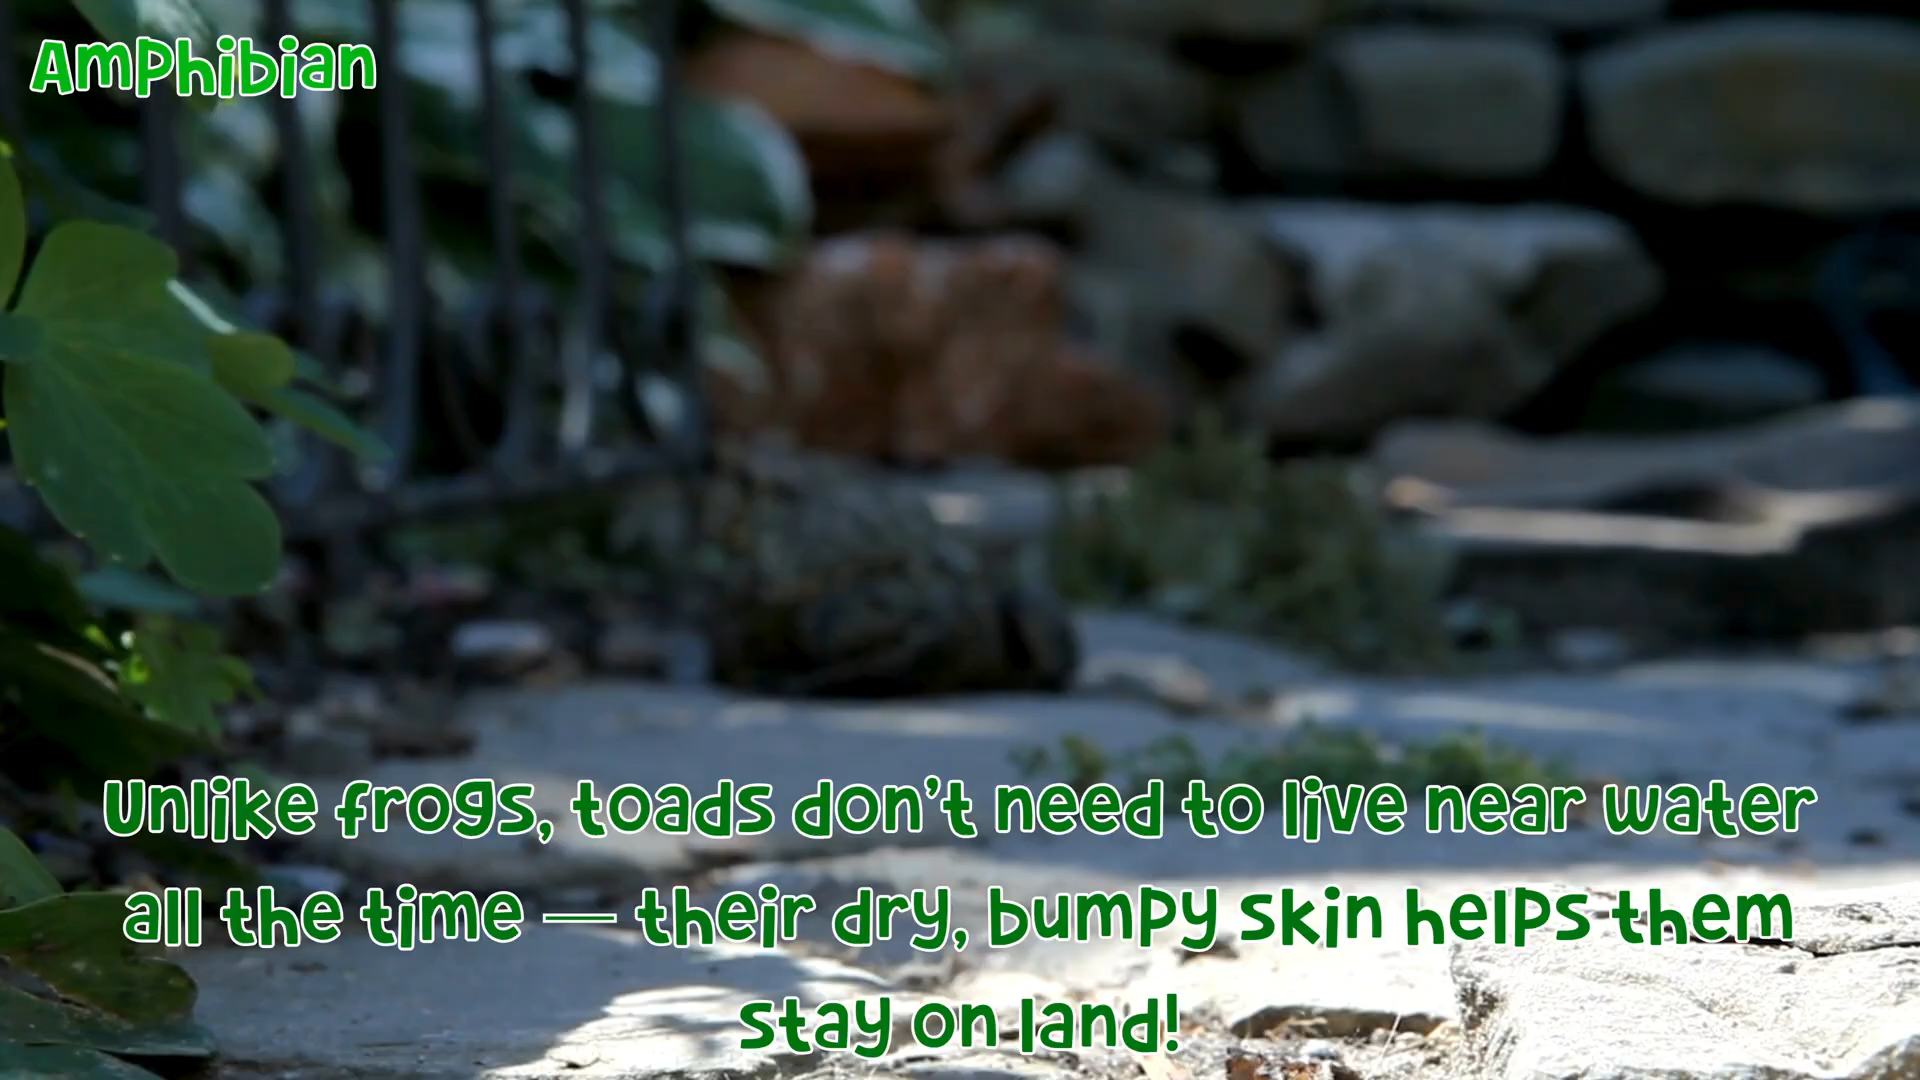 Amphibian
Unlike frogs, toads don't need to live near water
all the time — their dry, bumpy skin helps them
stay on land!